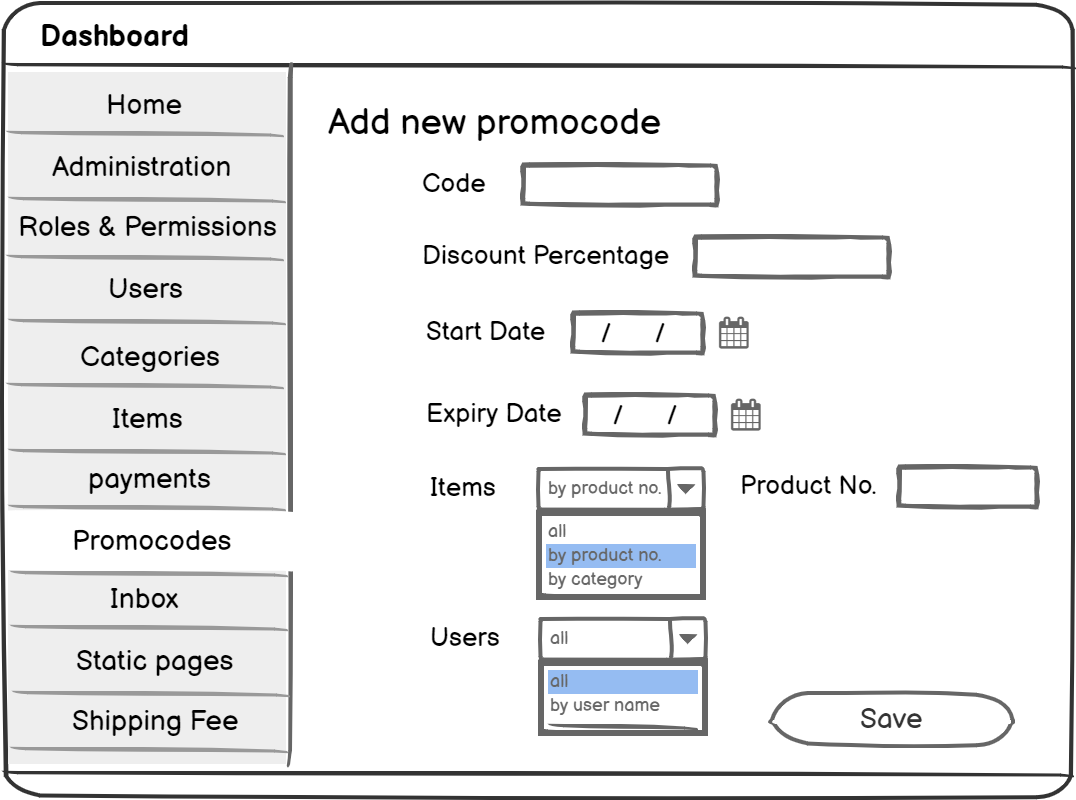 Dashboard
Home
Administration
Roles & Permissions
Users
Categories
Items
payments
Promocodes
Inbox
Static pages
Shipping Fee
Add new promocode
Code
Discount Percentage
Start Date / /
Expiry Date / /
Items by product no. Product No.
all
by product no.
by category
Users all
all
by user name
Save